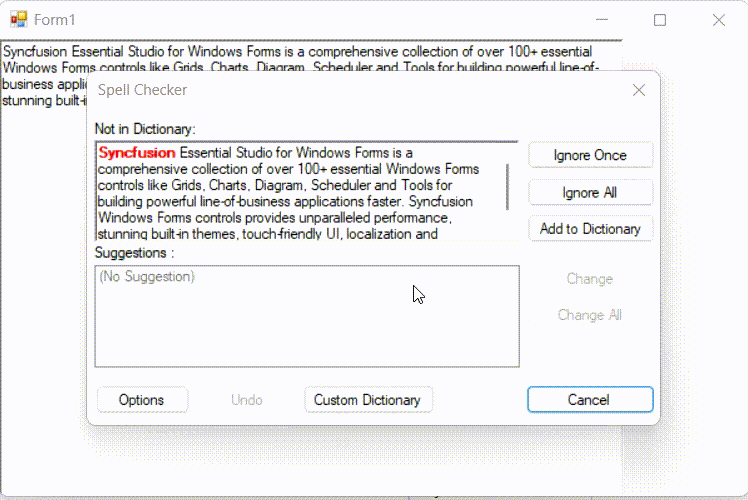 Form1
Syncfusion Essential Studio for Windows Forms is a comprehensive collection of over 100+ essential
Windows Forms controls like Grids, Charts, Diagram, Scheduler and Tools for building powerful line-of-
business appli
stunning built-i
Spell Checker
Not in Dictionary:
Syncfusion Essential Studio for Windows Forms is a
comprehensive collection of over 100+ essential Windows Forms
controls like Grids, Charts, Diagram, Scheduler and Tools for
building powerful line-of-business applications faster. Syncfusion
Windows Forms controls provides unparalleled performance,
stunning built-in themes, touch-friendly UI, localization and
Ignore Once
Ignore All
Add to Dictionary
Suggestions :
(No Suggestion)
Change
Change All
Options
Undo
Custom Dictionary
Cancel